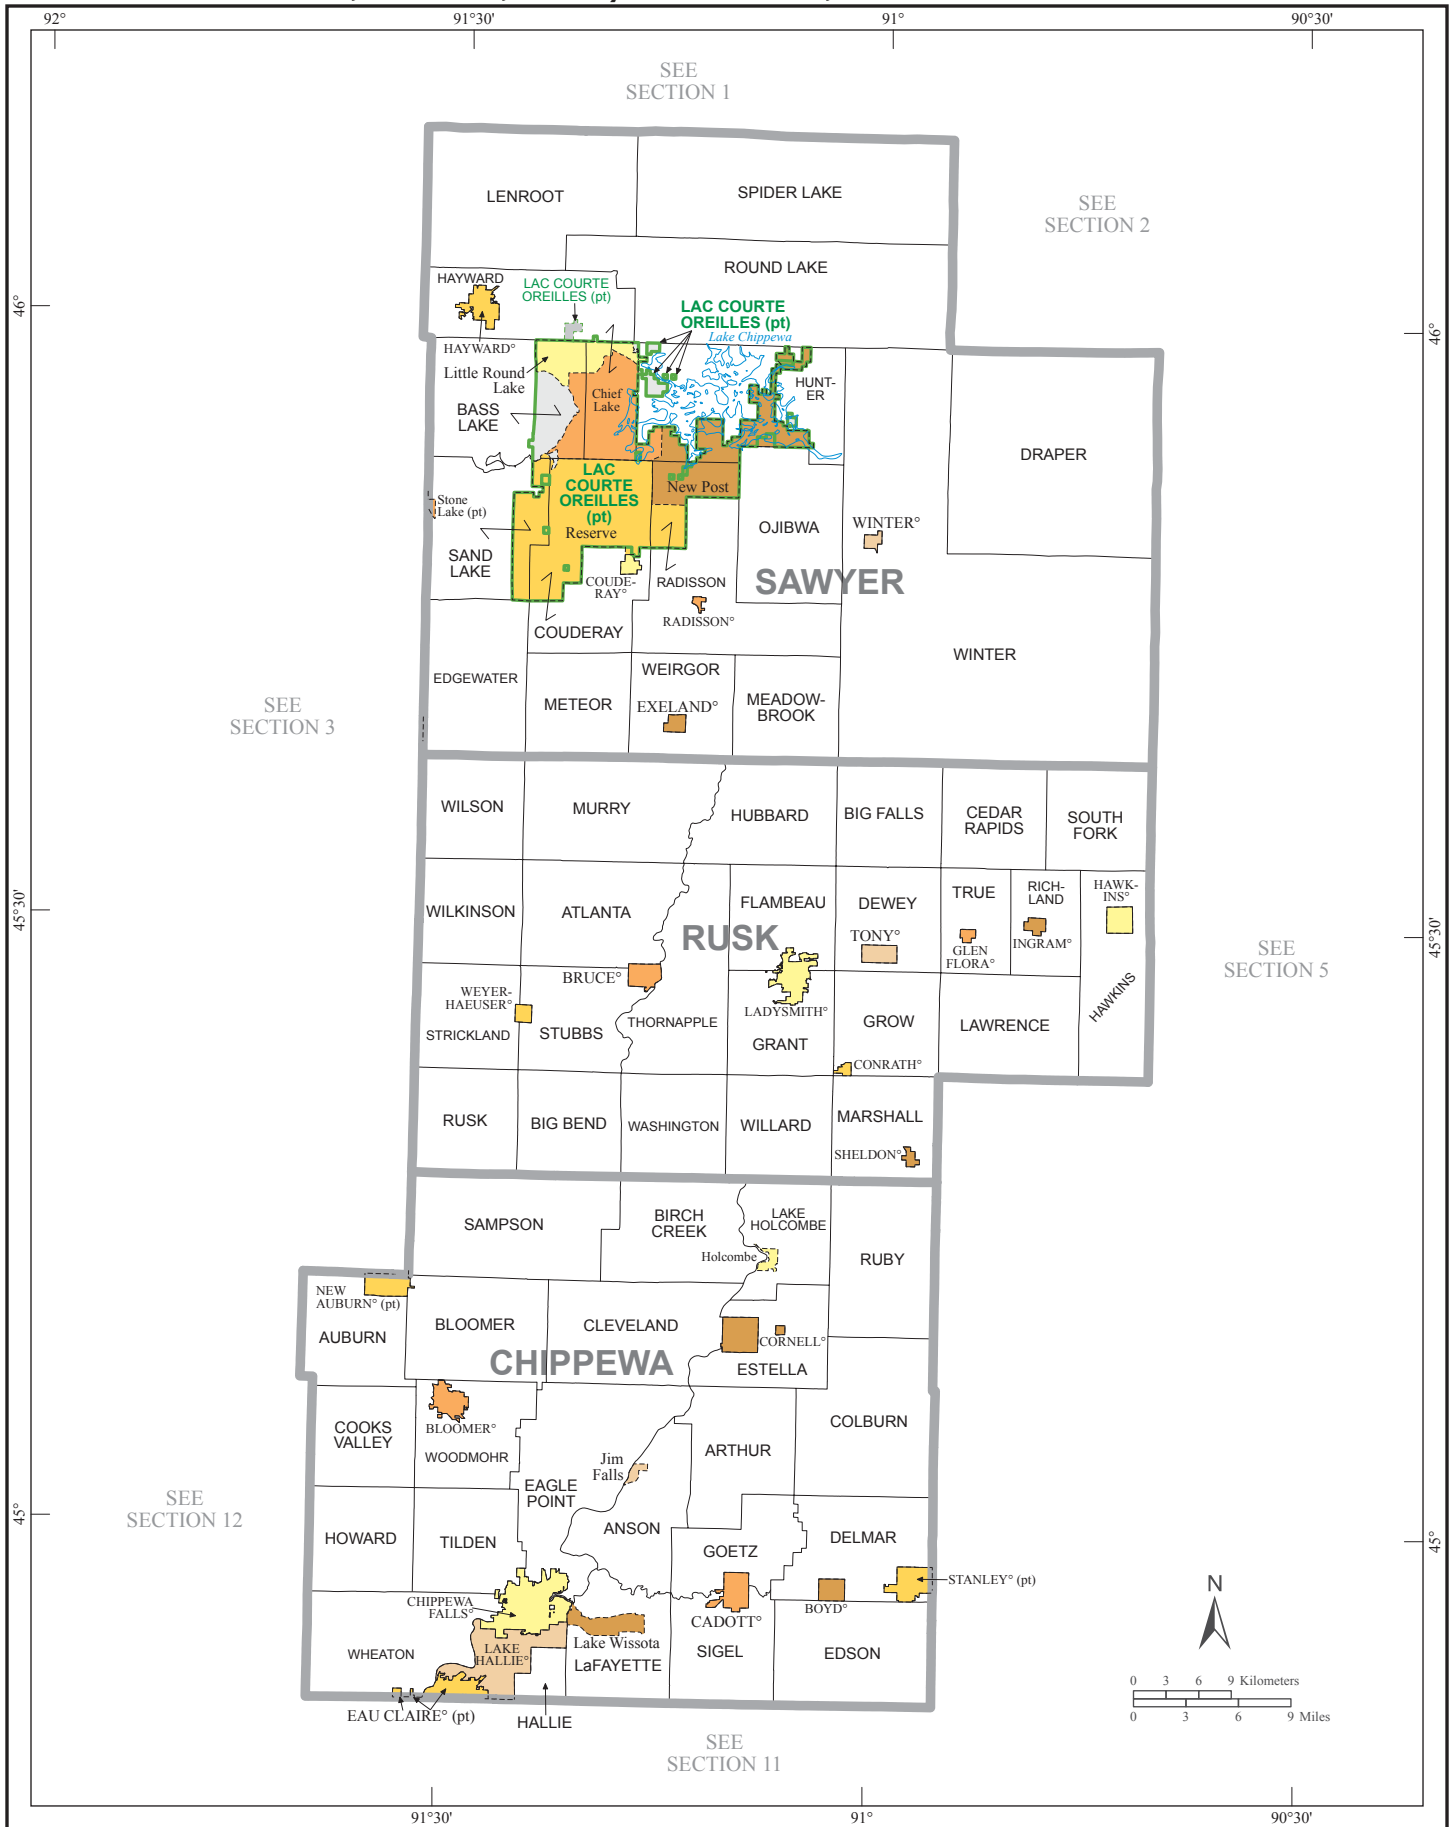 92°
91°30'
91°
90°30'
SEE
SECTION 1
SEE
SECTION 2
LENROOT
SPIDER LAKE
ROUND LAKE
HAYWARD
LAC COURTE
OREILLES (pt)
LAC COURTE
OREILLES (pt)
Lake Chippewa
46°
46°
HAYWARD°
Little Round
Lake
BASS
LAKE
Chief
Lake
HUNT-
ER
DRAPER
LAC
COURTE
OREILLES
(pt)
Reserve
New Post
Stone
Lake (pt)
SAND
LAKE
OJIBWA
WINTER°
COUDE-
RAY°
RADISSON
SAWYER
RADISSON°
COUDERAY
WINTER
EDGEWATER
WEIRGOR
METEOR
EXELAND°
MEADOW-
BROOK
SEE
SECTION 3
WILSON
MURRY
HUBBARD
BIG FALLS
CEDAR
RAPIDS
SOUTH
FORK
45°30'
45°30'
WILKINSON
ATLANTA
FLAMBEAU
DEWEY
TRUE
RICH-
LAND
HAWK-
INS°
RUSK
TONY°
GLEN
FLORA°
INGRAM°
SEE
SECTION 5
BRUCE°
WEYER-
HAEUSER°
STRICKLAND
STUBBS
THORNAPPLE
LADYSMITH°
GRANT
GROW
LAWRENCE
HAWKINS
CONRATH°
RUSK
BIG BEND
WASHINGTON
WILLARD
MARSHALL
SHELDON°
SAMPSON
BIRCH
CREEK
LAKE
HOLCOMBE
Holcombe
RUBY
NEW
AUBURN° (pt)
AUBURN
BLOOMER
CLEVELAND
CORNELL°
ESTELLA
CHIPPEWA
COOKS
VALLEY
BLOOMER°
WOODMOHR
COLBURN
ARTHUR
Jim
Falls
EAGLE
POINT
SEE
SECTION 12
45°
45°
HOWARD
TILDEN
ANSON
GOETZ
DELMAR
STANLEY° (pt)
CHIPPEWA
FALLS°
CADOTT°
BOYD°
WHEATON
LAKE
HALLIE°
Lake Wissota
LaFAYETTE
SIGEL
EDSON
EAU CLAIRE° (pt)
HALLIE
N
0 3 6 9 Kilometers
0 3 6 9 Miles
SEE
SECTION 11
91°30'
91°
90°30'